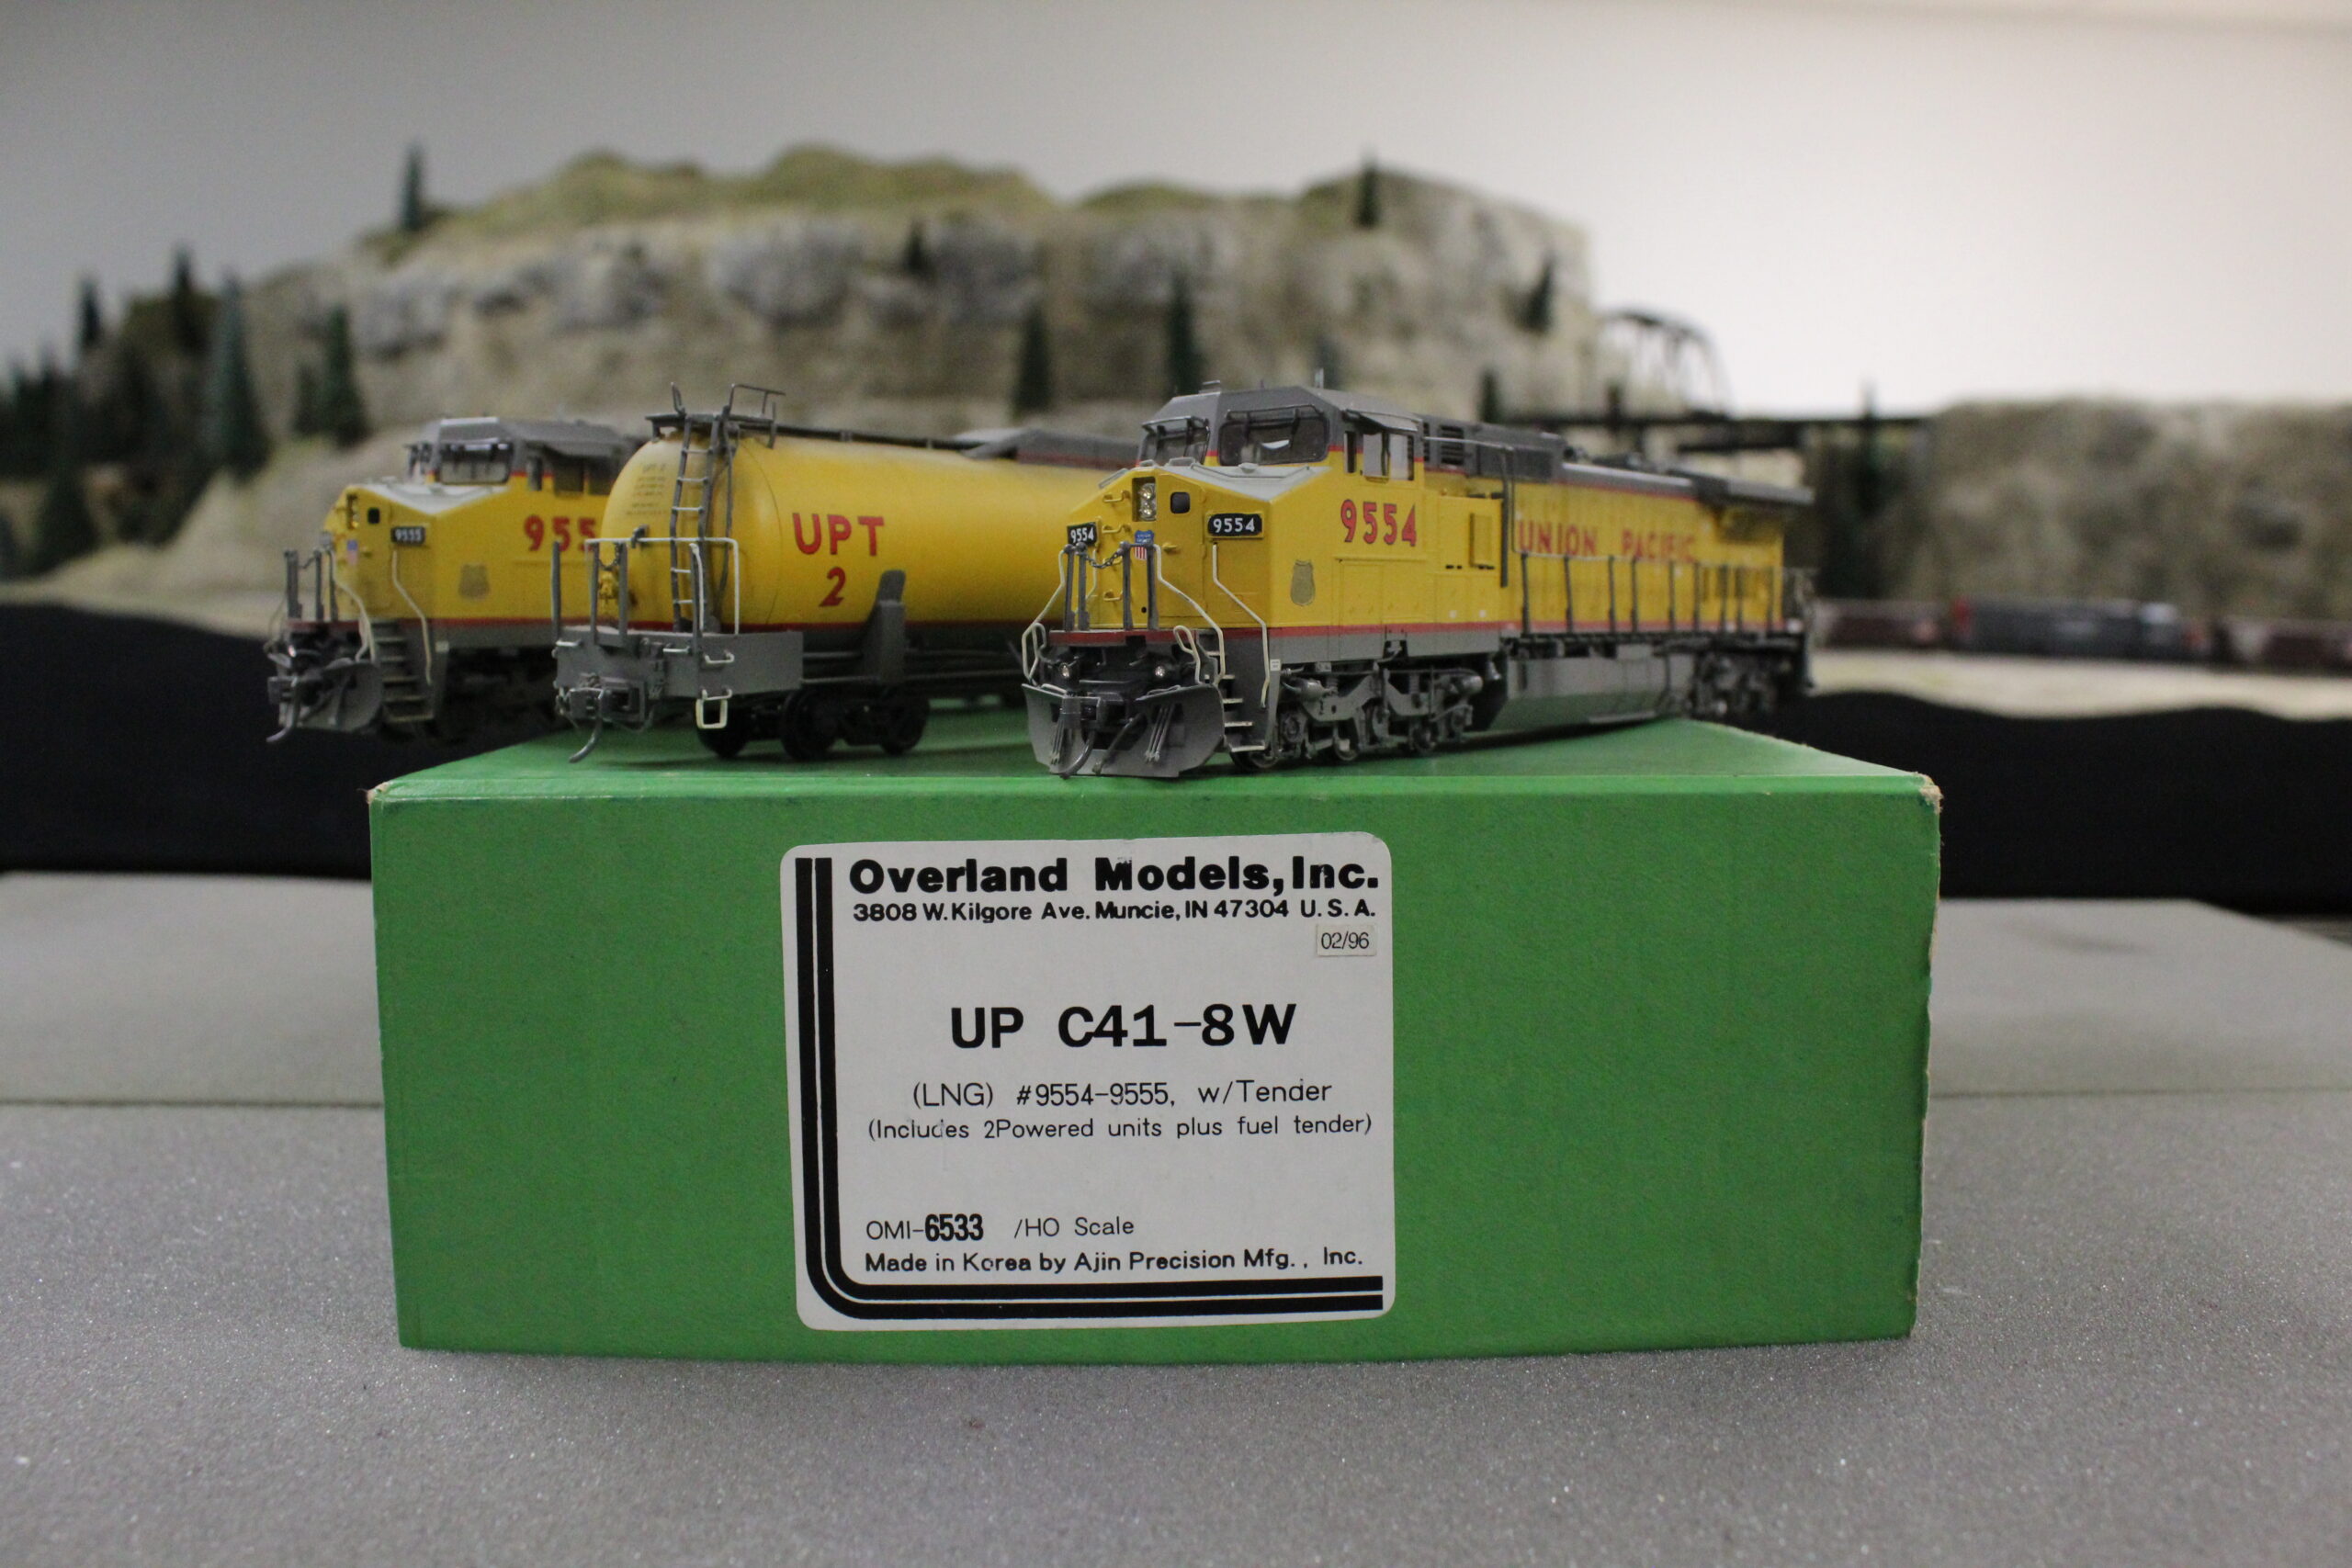 9555
955
UPT
2
9554
9554
9554
UNION PACIFIC
Overland Models, Inc.
3808 W. Kilgore Ave. Muncie, IN 47304 U. S. A.
02/96
UP C41-8W
(LNG) #9554-9555, w/Tender
(Includes 2Powered units plus fuel tender)
OMI-6533 /HO Scale
Made in Korea by Ajin Precision Mfg., Inc.